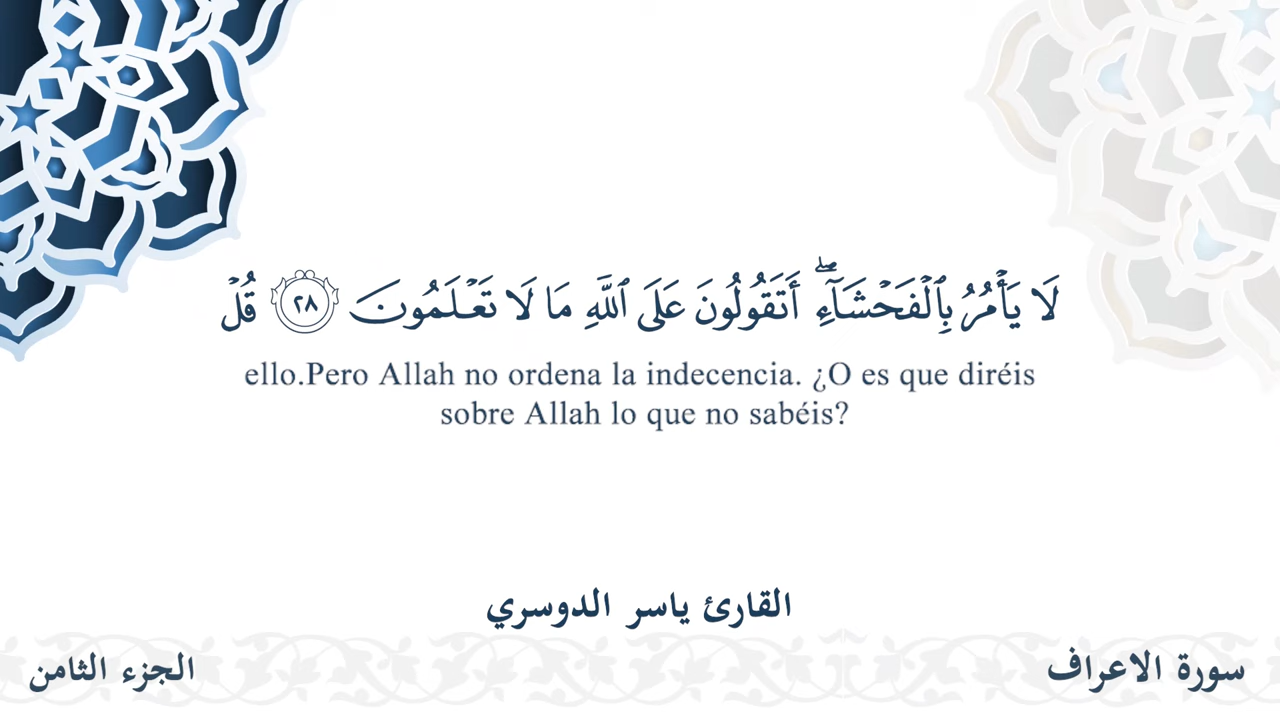 لَا يَأۡمُرُ بِٱلۡفَحۡشَآءِۖ أَتَقُولُونَ عَلَى ٱللَّهِ مَا لَا تَعۡلَمُونَ ٢٨ قُلۡ
ello.Pero Allah no ordena la indecencia. ¿O es que diréis
sobre Allah lo que no sabéis?
القارئ ياسر الدوسري
سورة الاعراف
الجزء الثامن